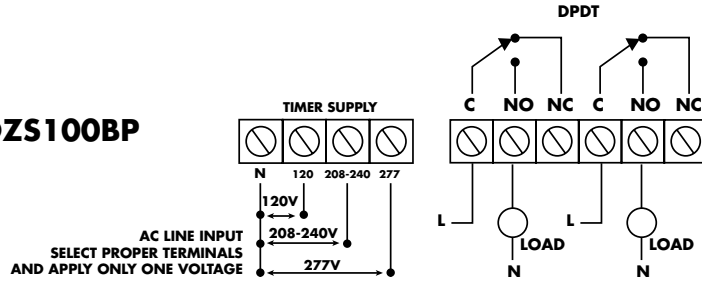 DPDT
TIMER SUPPLY
C NO NC C NO NC
ZS100BP
N 120 208-240 277
120V
AC LINE INPUT 208-240V
SELECT PROPER TERMINALS
AND APPLY ONLY ONE VOLTAGE 277V
L L
LOAD LOAD
N N